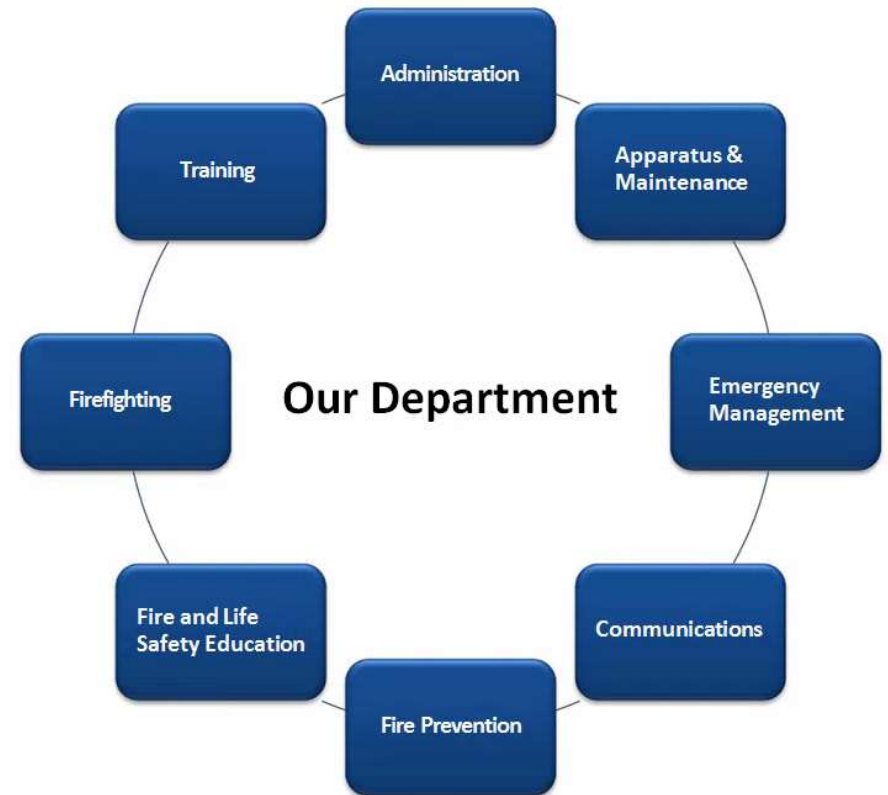 Administration
Apparatus &
Maintenance
Emergency
Management
Communications
Fire Prevention
Fire and Life
Safety Education
Firefighting
Training
Our Department